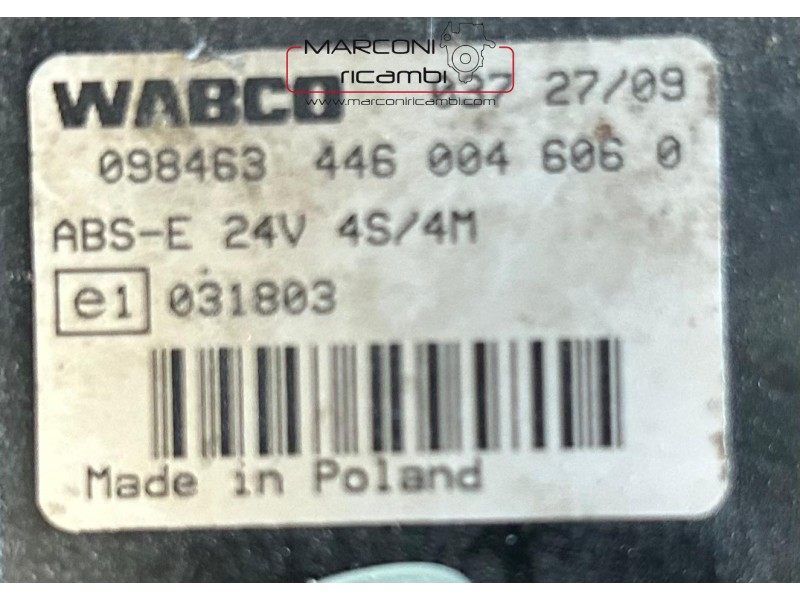 MARCONI
ricambi
www.marconiricambi.com
WABCO 037 27/09
098463 446 004 606 0
ABS-E 24V 4S/4M
e1 031803
Made in Poland